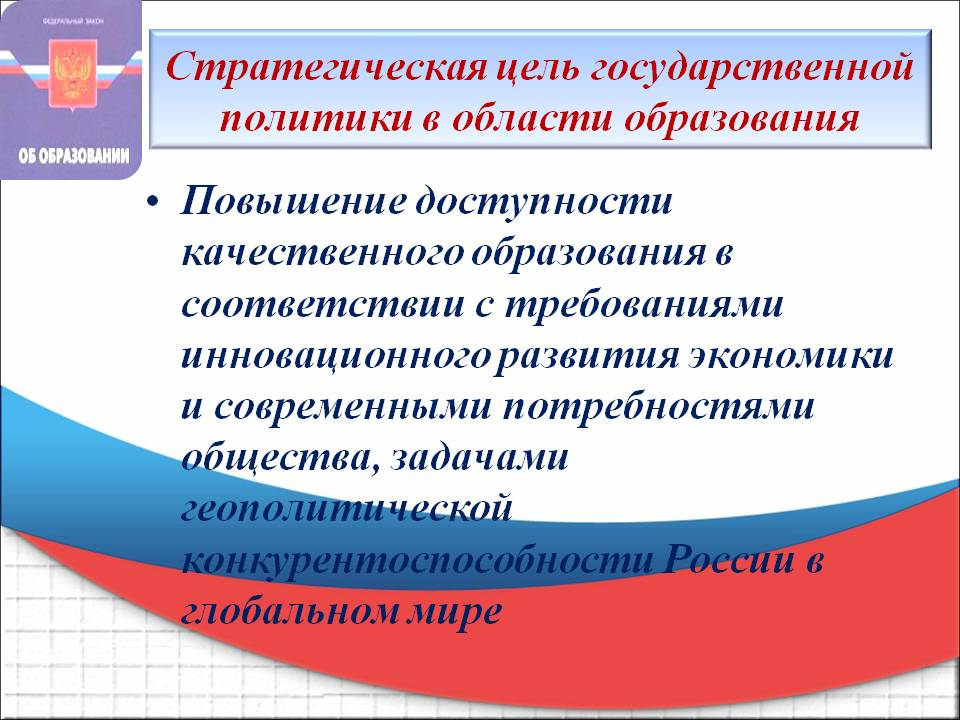 ФЕДЕРАЛЬНЫЙ ЗАКОН
ОБ ОБРАЗОВАНИИ
Стратегическая цель государственной
политики в области образования
• Повышение доступности
качественного образования в
соответствии с требованиями
инновационного развития экономики
и современными потребностями
общества, задачами
геополитической
конкурентоспособности России в
глобальном мире